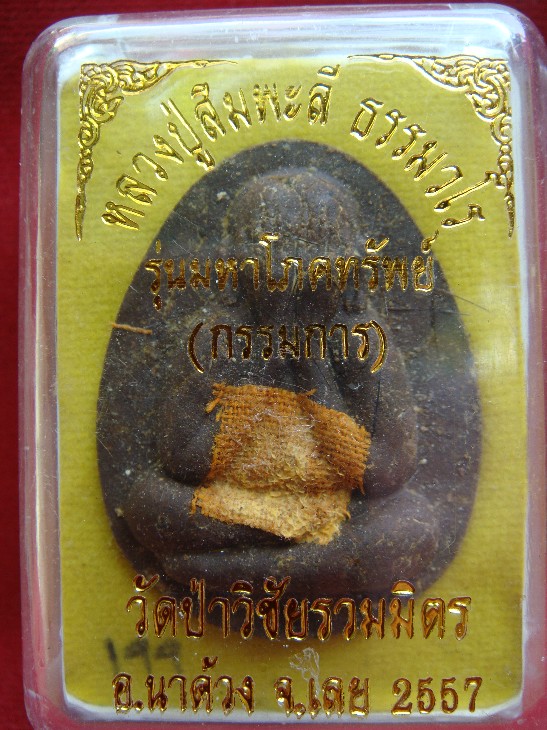 หลวงปู่สีมพะลี ธรรมวโร
รุ่นมหาโภคทรัพย์
(กรรมการ)
วัดป่าวิชัยรวมมิตร
199
อ.นาด้วง จ.เลย 2557